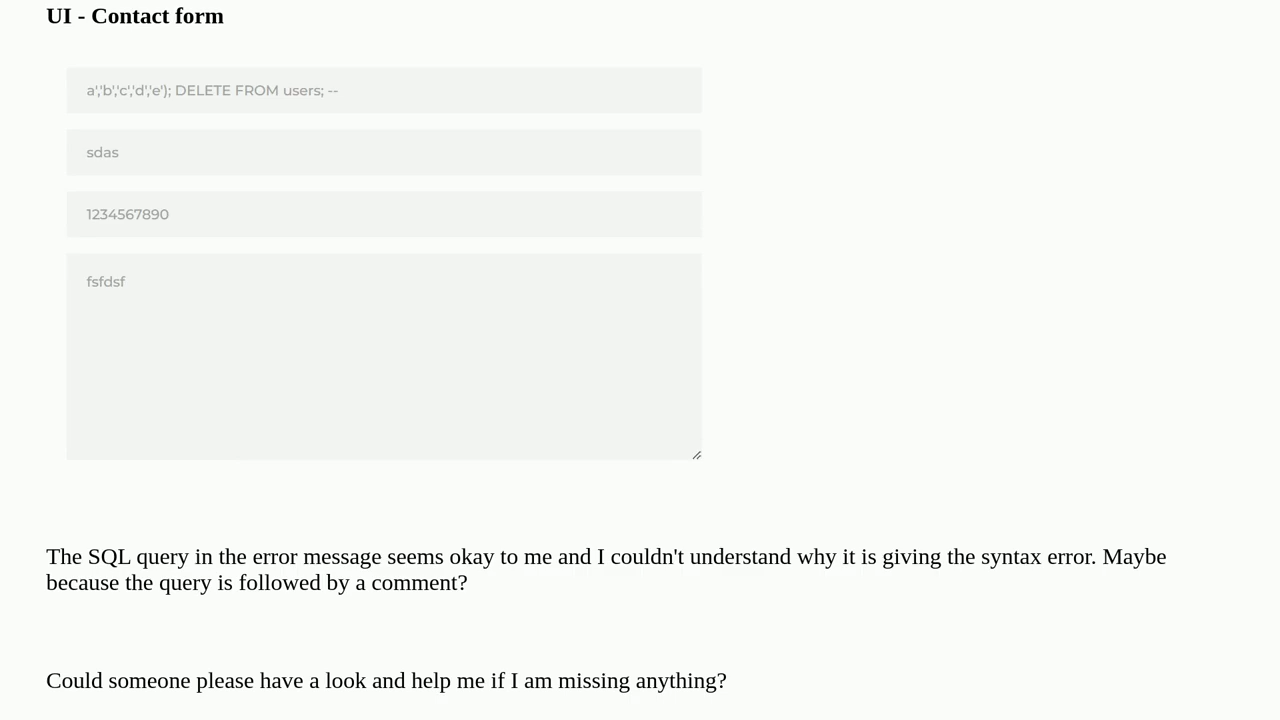 UI - Contact form
a','b','c','d','e'); DELETE FROM users; --
sdas
1234567890
fsfdsf
The SQL query in the error message seems okay to me and I couldn't understand why it is giving the syntax error. Maybe
because the query is followed by a comment?
Could someone please have a look and help me if I am missing anything?